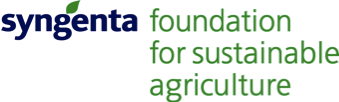 syngenta foundation
for sustainable
agriculture